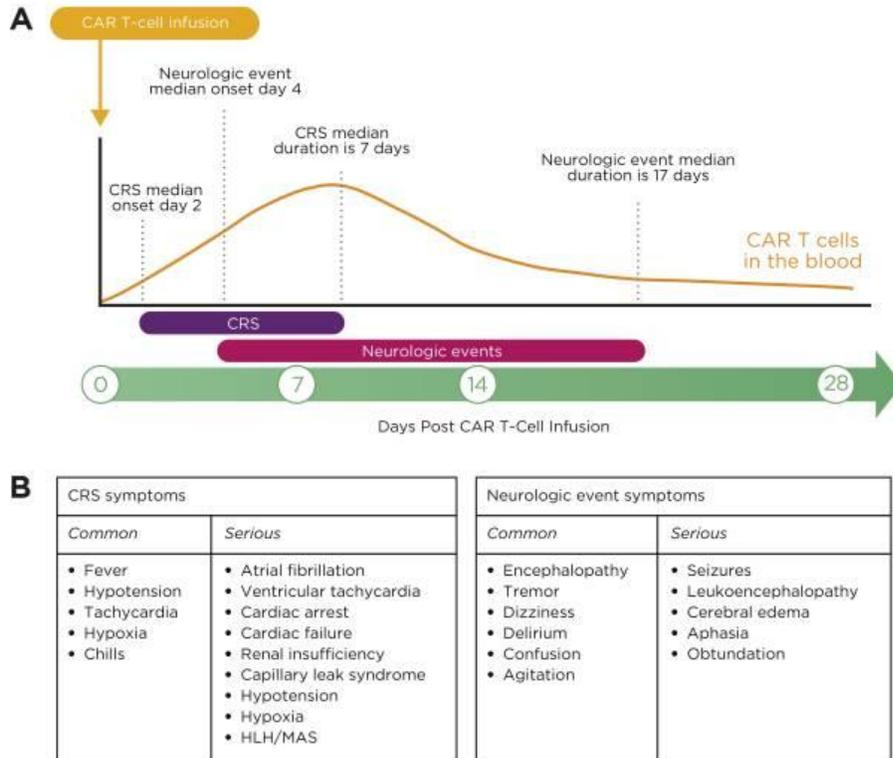 A
CAR T-cell infusion
Neurologic event
median onset day 4
CRS median
duration is 7 days
Neurologic event median
duration is 17 days
CRS median
onset day 2
CAR T cells
in the blood
CRS
Neurologic events
0
7
14
28
Days Post CAR T-Cell Infusion
B
CRS symptoms
Common
Serious
• Fever
• Hypotension
• Tachycardia
• Hypoxia
• Chills
• Atrial fibrillation
• Ventricular tachycardia
• Cardiac arrest
• Cardiac failure
• Renal insufficiency
• Capillary leak syndrome
• Hypotension
• Hypoxia
• HLH/MAS
Neurologic event symptoms
Common
Serious
• Encephalopathy
• Tremor
• Dizziness
• Delirium
• Confusion
• Agitation
• Seizures
• Leukoencephalopathy
• Cerebral edema
• Aphasia
• Obtundation